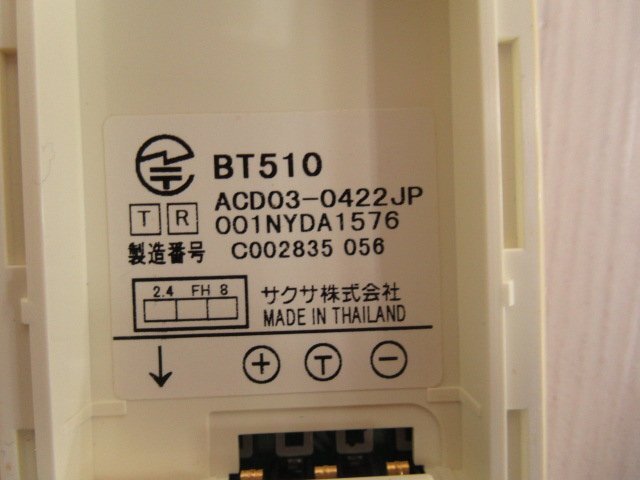 BT510
T ACD03-0422JP
R 001NYDA1576
製造番号 C002835 056
2.4 FH 8
サクサ株式会社
MADE IN THAILAND
↓ + T −